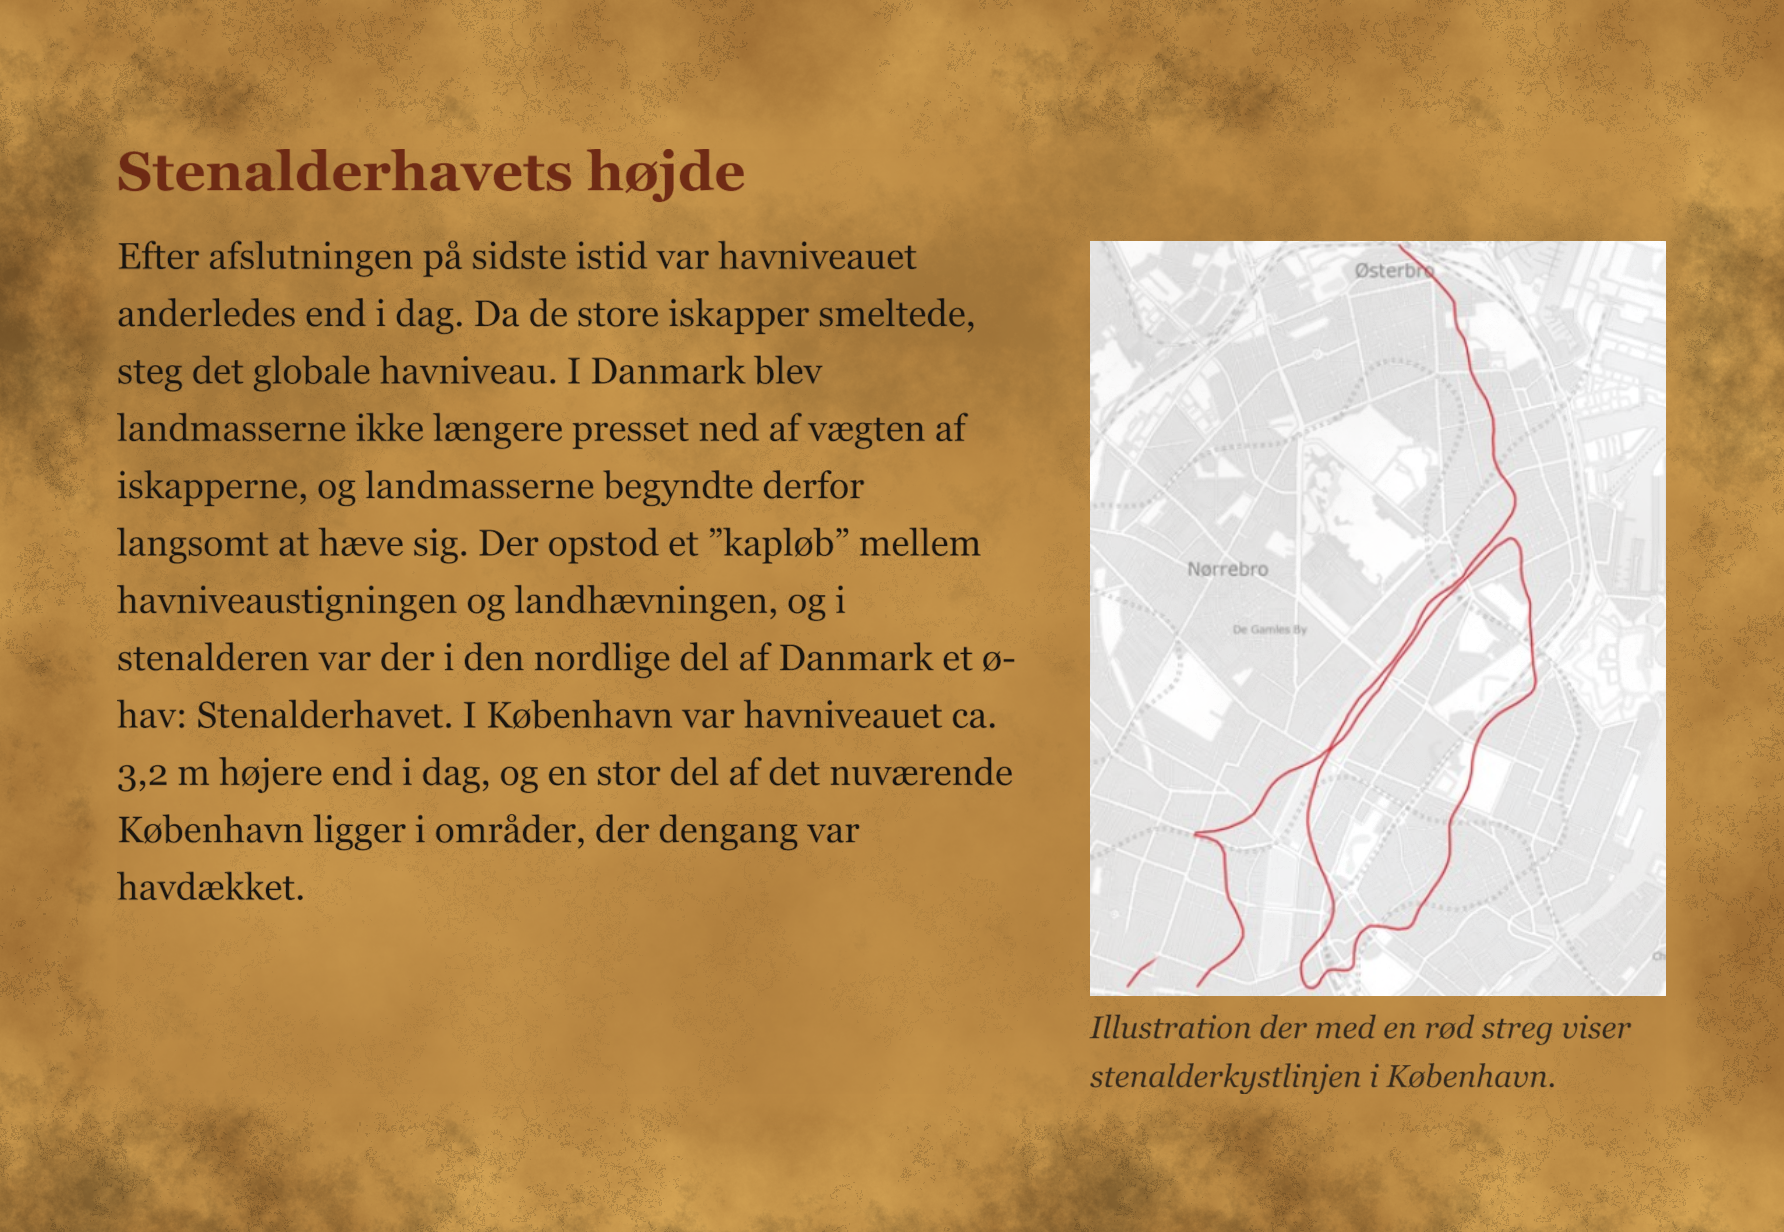 Stenalderhavets højde
Efter afslutningen på sidste istid var havniveauet
anderledes end i dag. Da de store iskapper smeltede,
steg det globale havniveau. I Danmark blev
landmasserne ikke længere presset ned af vægten af
iskapperne, og landmasserne begyndte derfor
langsomt at hæve sig. Der opstod et ”kapløb” mellem
havniveaustigningen og landhævningen, og i
stenalderen var der i den nordlige del af Danmark et ø-
hav: Stenalderhavet. I København var havniveauet ca.
3,2 m højere end i dag, og en stor del af det nuværende
København ligger i områder, der dengang var
havdækket.
Østerbro
Nørrebro
De Gamles By
Ch
Illustration der med en rød streg viser
stenalderkystlinjen i København.